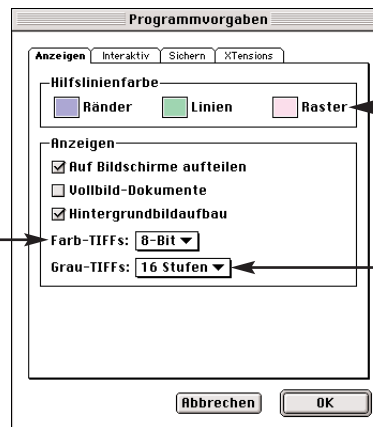 Programmvorgaben
Anzeigen Interaktiv Sichern XTensions
Hilfslinienfarbe
Ränder Linien Raster
Anzeigen
Auf Bildschirme aufteilen
Vollbild-Dokumente
Hintergrundbildaufbau
Farb-TIFFs: 8-Bit
Grau-TIFFs: 16 Stufen
Abbrechen OK